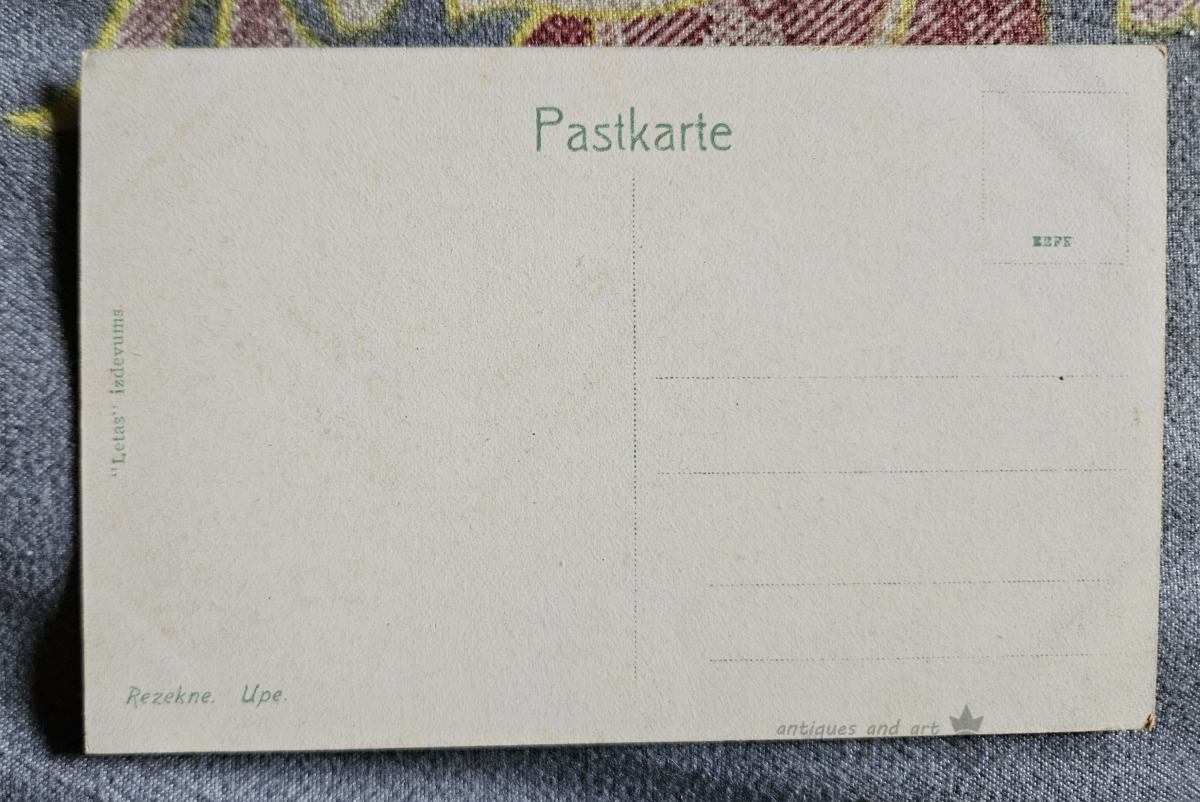 Pastkarte
"Letas" izdevums
Rezekne. Upe.
antiques and art